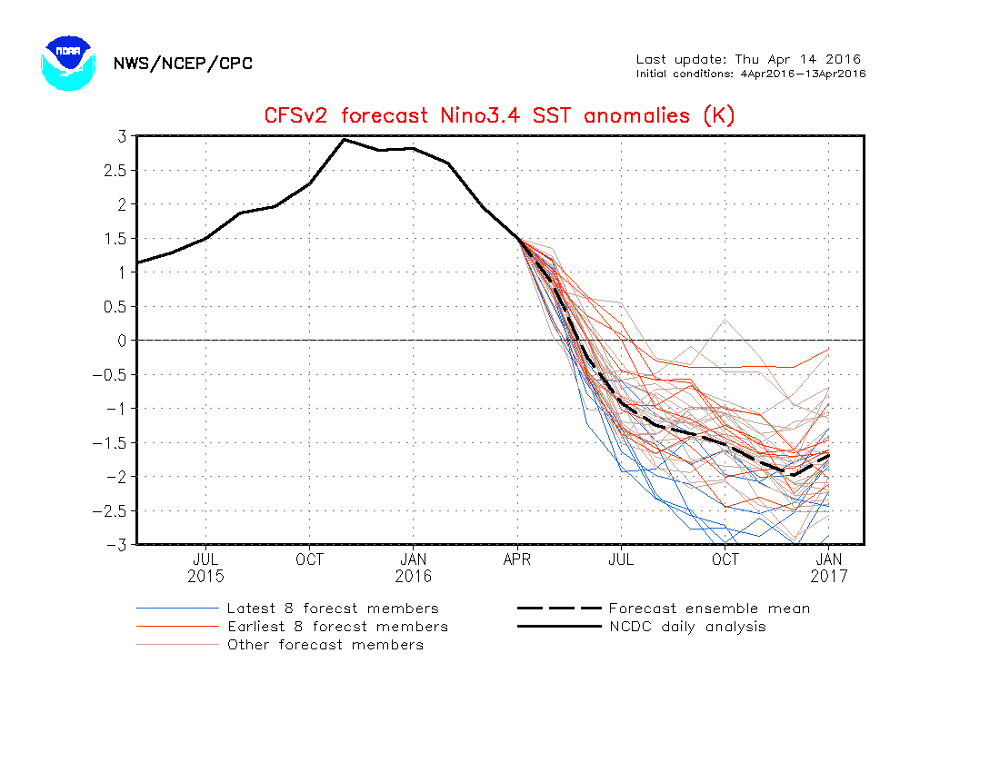 NOAA
NWS/NCEP/CPC
Last update: Thu Apr 14 2016
Initial conditions: 4Apr2016−13Apr2016
CFSv2 forecast Nino3.4 SST anomalies (K)
3
2.5
2
1.5
1
0.5
0
−0.5
−1
−1.5
−2
−2.5
−3
JUL OCT JAN APR JUL OCT JAN
2015 2016 2017
Latest 8 forecst members
Earliest 8 forecst members
Other forecast members
Forecast ensemble mean
NCDC daily analysis